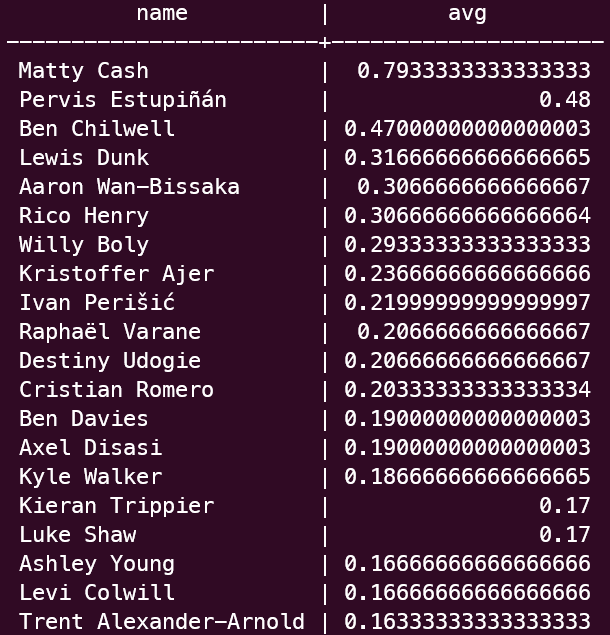 name | avg
------------------------+---------------------
Matty Cash | 0.7933333333333333
Pervis Estupiñán | 0.48
Ben Chilwell | 0.47000000000000003
Lewis Dunk | 0.31666666666666665
Aaron Wan-Bissaka | 0.3066666666666667
Rico Henry | 0.30666666666666664
Willy Boly | 0.29333333333333333
Kristoffer Ajer | 0.23666666666666666
Ivan Perišić | 0.21999999999999997
Raphaël Varane | 0.2066666666666667
Destiny Udogie | 0.20666666666666667
Cristian Romero | 0.20333333333333334
Ben Davies | 0.19000000000000003
Axel Disasi | 0.19000000000000003
Kyle Walker | 0.18666666666666665
Kieran Trippier | 0.17
Luke Shaw | 0.17
Ashley Young | 0.16666666666666666
Levi Colwill | 0.16666666666666666
Trent Alexander-Arnold | 0.16333333333333333